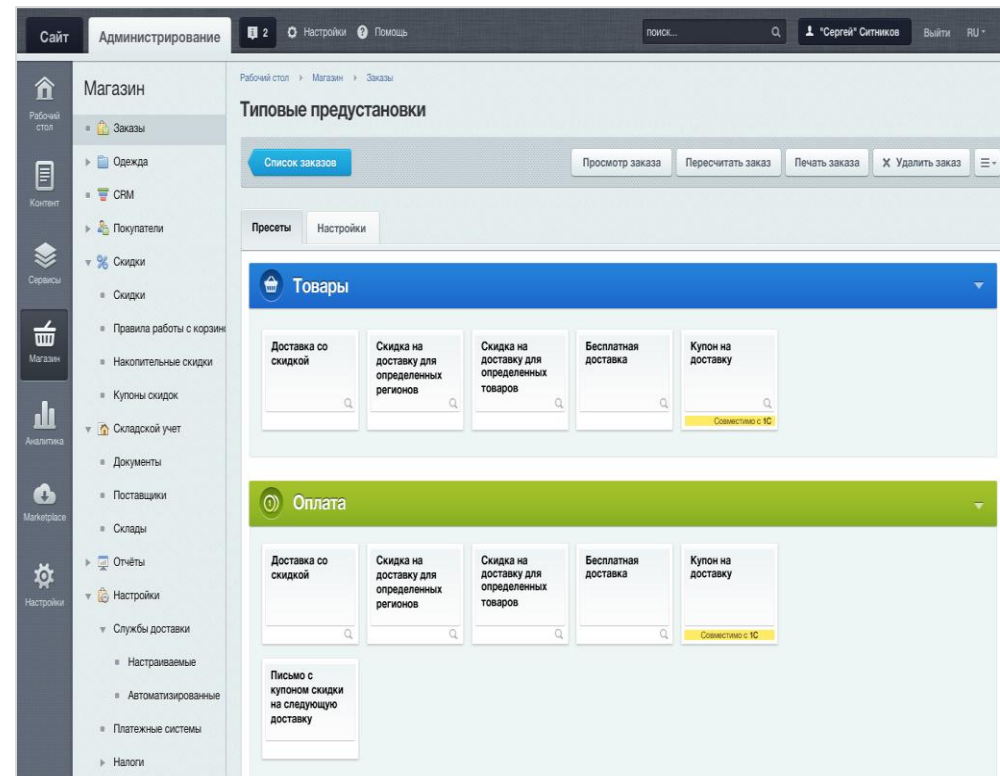 Сайт
Администрирование
2
Настройки
Помощь
поиск...
"Сергей" Ситников
Выйти
RU
Рабочий
стол
Контент
Сервисы
Магазин
Аналитика
Marketplace
Настройки
Магазин
Заказы
Одежда
CRM
Покупатели
Скидки
Скидки
Правила работы с корзин
Накопительные скидки
Купоны скидок
Складской учет
Документы
Поставщики
Склады
Отчёты
Настройки
Службы доставки
Настраиваемые
Автоматизированные
Платежные системы
Налоги
Рабочий стол
Магазин
Заказы
Типовые предустановки
Список заказов
Просмотр заказа
Пересчитать заказ
Печать заказа
Удалить заказ
Пресеты
Настройки
Товары
Доставка со
скидкой
Скидка на
доставку для
определенных
регионов
Скидка на
доставку для
определенных
товаров
Бесплатная
доставка
Купон на
доставку
Совместимо с 1С
Оплата
Доставка со
скидкой
Скидка на
доставку для
определенных
регионов
Скидка на
доставку для
определенных
товаров
Бесплатная
доставка
Купон на
доставку
Совместимо с 1С
Письмо с
купоном скидки
на следующую
доставку